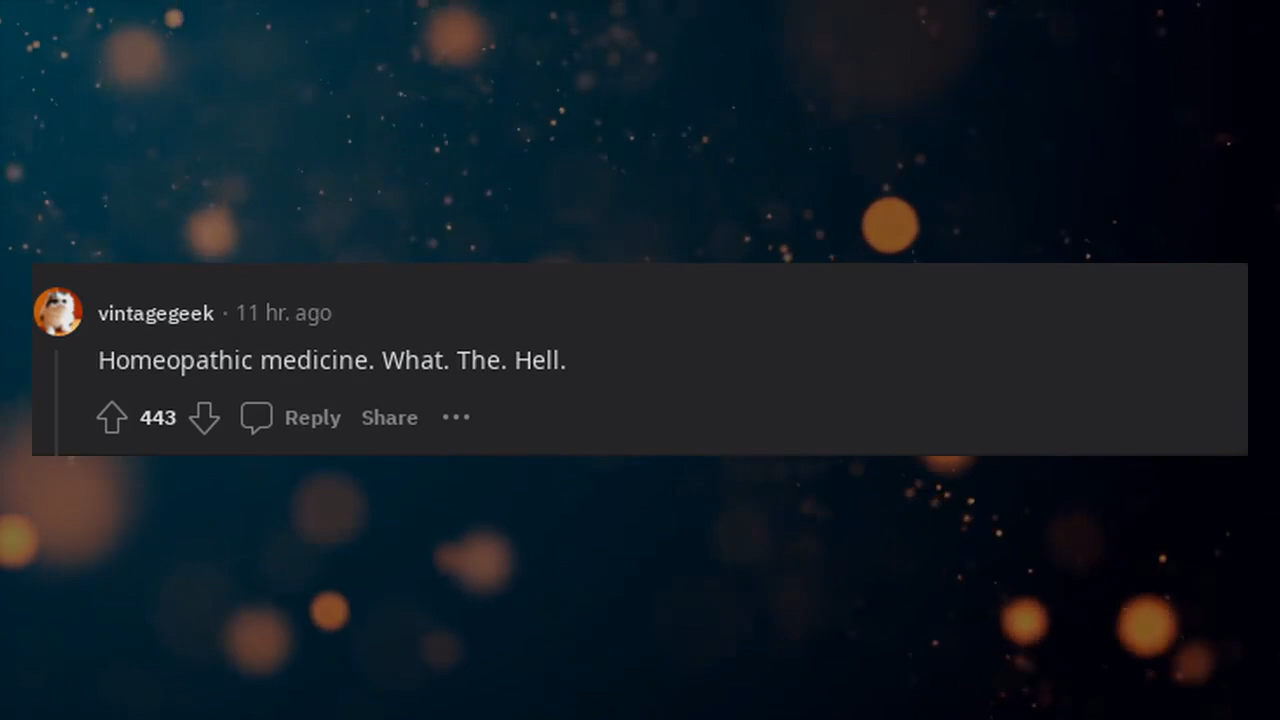 vintagegeek · 11 hr. ago
Homeopathic medicine. What. The. Hell.
443 Reply Share ···